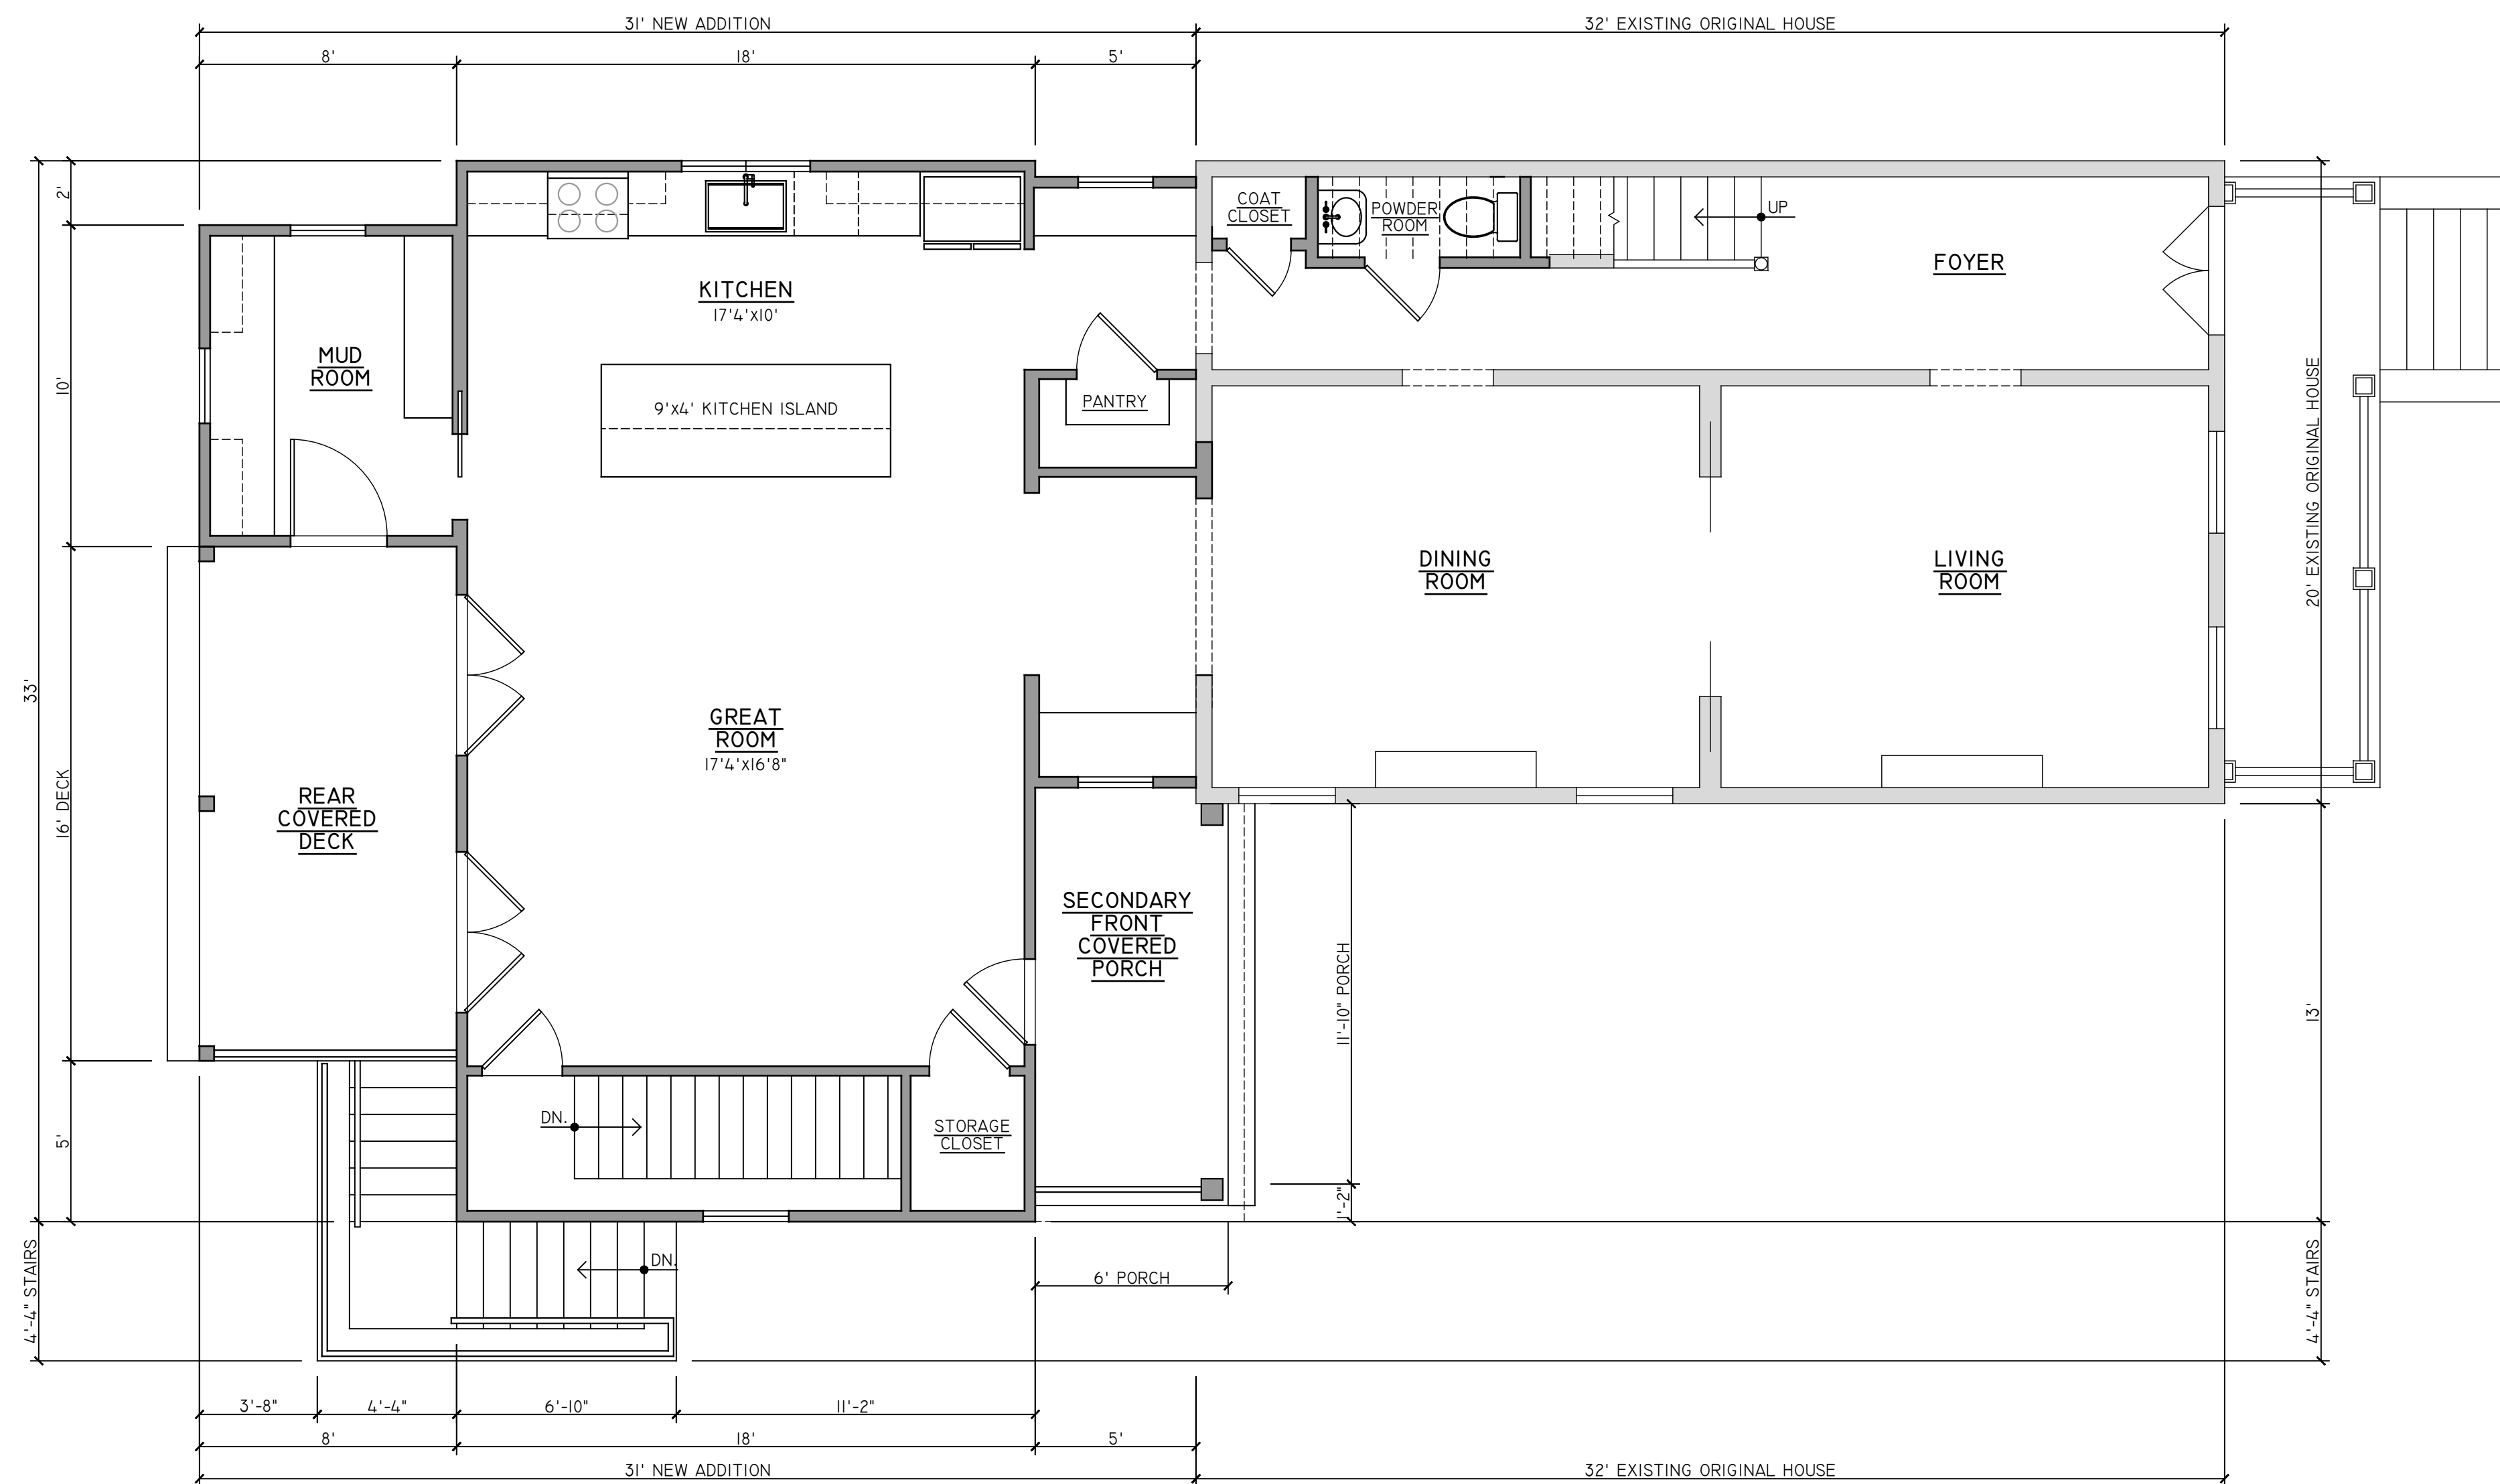 31' NEW ADDITION
32' EXISTING ORIGINAL HOUSE
8'
18'
5'
2'
10'
33'
16' DECK
5'
4'-4" STAIRS
COAT
CLOSET
POWDER
ROOM
UP
FOYER
KITCHEN
17'4'x10'
MUD
ROOM
9'x4' KITCHEN ISLAND
PANTRY
DINING
ROOM
LIVING
ROOM
20' EXISTING ORIGINAL HOUSE
GREAT
ROOM
17'4'x16'8"
REAR
COVERED
DECK
SECONDARY
FRONT
COVERED
PORCH
11'-10" PORCH
13'
DN.
STORAGE
CLOSET
1'-2"
DN.
6' PORCH
4'-4" STAIRS
3'-8"
4'-4"
6'-10"
11'-2"
8'
18'
5'
31' NEW ADDITION
32' EXISTING ORIGINAL HOUSE